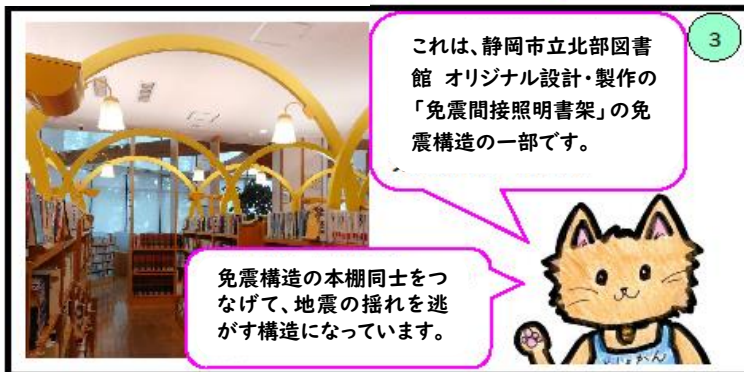 3
これは、静岡市立北部図書
館 オリジナル設計・製作の
「免震間接照明書架」の免
震構造の一部です。
免震構造の本棚同士をつ
なげて、地震の揺れを逃
がす構造になっています。